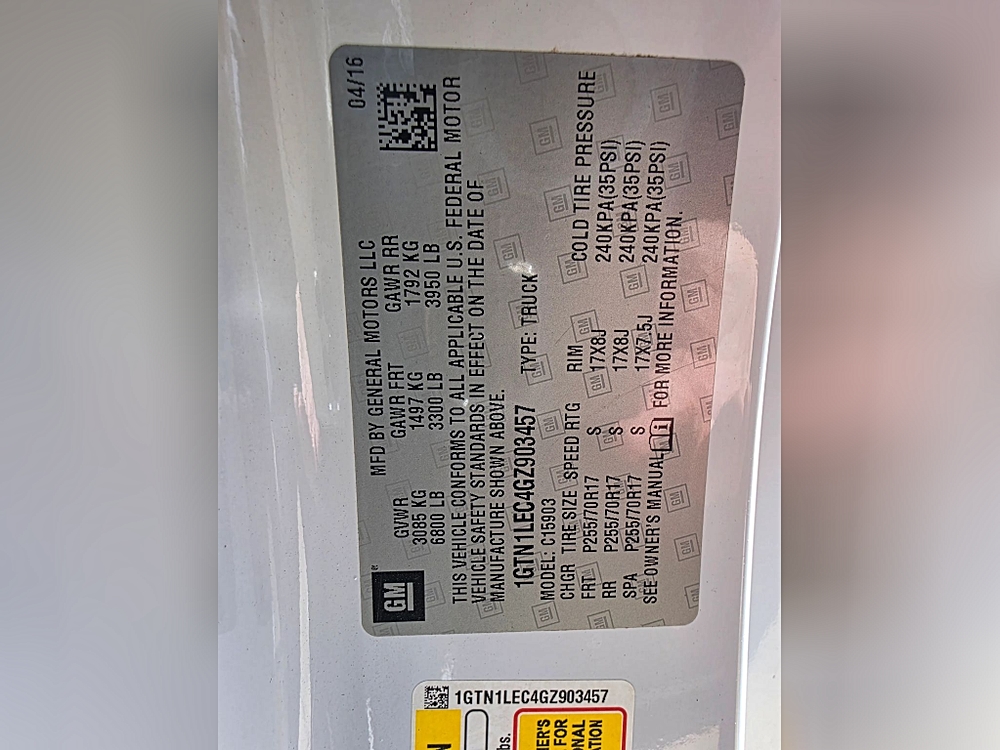 04/16
MFD BY GENERAL MOTORS LLC
GM
GVWR GAWR FRT GAWR RR
3085 KG 1497 KG 1792 KG
6800 LB 3300 LB 3950 LB
THIS VEHICLE CONFORMS TO ALL APPLICABLE U.S. FEDERAL MOTOR
VEHICLE SAFETY STANDARDS IN EFFECT ON THE DATE OF
MANUFACTURE SHOWN ABOVE.
1GTN1LEC4GZ903457 TYPE: TRUCK
MODEL: C15903
CHGR TIRE SIZE SPEED RTG RIM COLD TIRE PRESSURE
FRT P255/70R17 S 17X8J 240KPA(35PSI)
RR P255/70R17 S 17X8J 240KPA(35PSI)
SPA P255/70R17 S 17X7.5J 240KPA(35PSI)
SEE OWNER'S MANUAL i FOR MORE INFORMATION.
1GTN1LEC4GZ903457
N
bs.
FOR